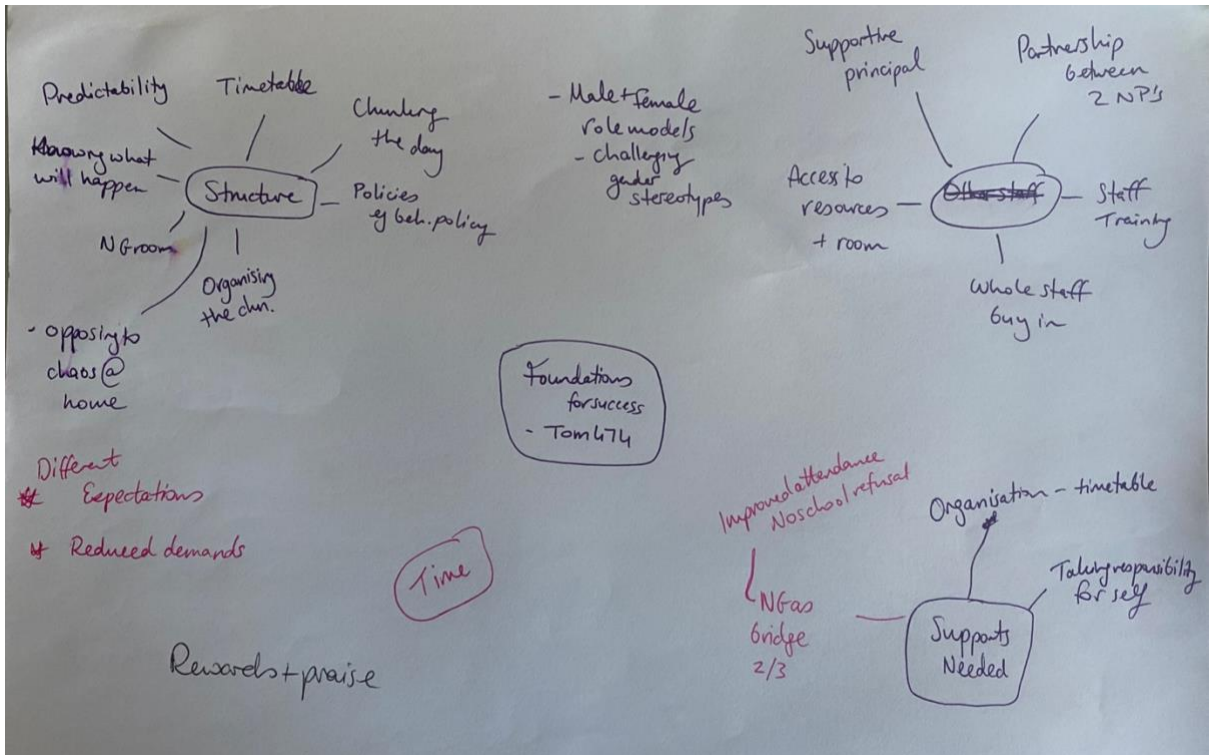 Predictability
Timetable
Chunking
the day
Knowing what
will happen
Structure
Policies
eg beh. policy
NG room
Organising
the chn.
- Opposing to
chaos @
home
- Male + female
role models
- challenging
gender
stereotypes
Supportive
principal
Partnership
between
2 NP's
Access to
resources
+ room
Other staff
Staff
Training
Whole staff
buy in
Foundations
for success
- Tom 474
Different
Expectations
Reduced demands
Time
Rewards + praise
Improved attendance
No school refusal
NG as
bridge
2/3
Organisation - timetable
Taking responsibility
for self
Supports
Needed